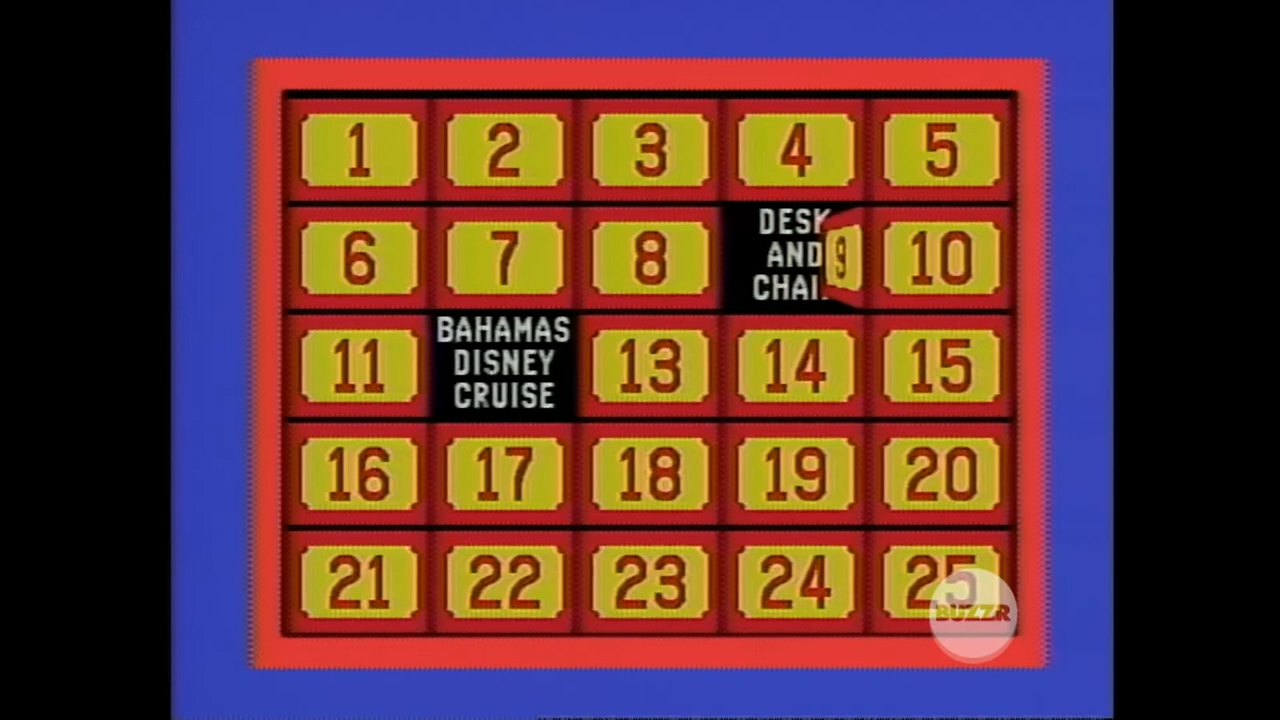 1 2 3 4 5
6 7 8 DESK AND CHAI 9 10
11 BAHAMAS DISNEY CRUISE 13 14 15
16 17 18 19 20
21 22 23 24 25
BUZZR